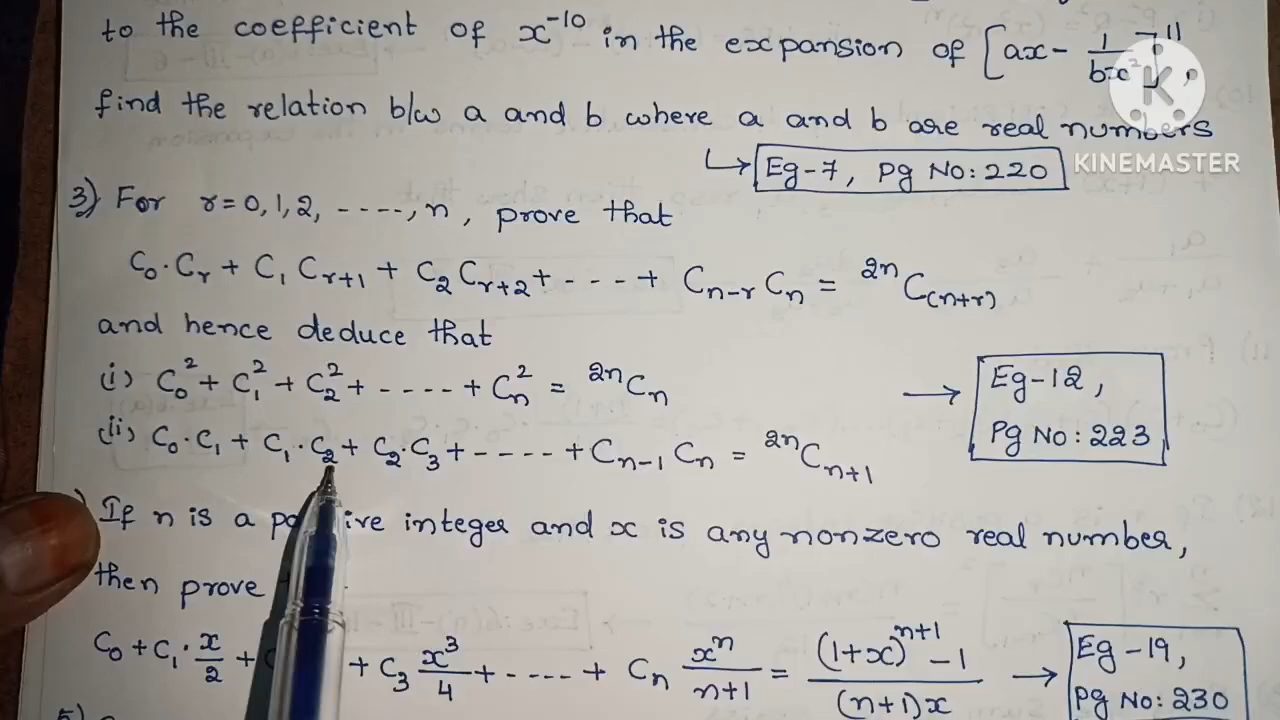 to the coefficient of x⁻¹⁰ in the expansion of [ax - 1/bx²]¹¹,
find the relation b/w a and b where a and b are real numbers
↳ Eg-7, Pg No: 220
KINEMASTER
3) For r = 0, 1, 2, ----, n, prove that
C₀·Cᵣ + C₁ Cᵣ₊₁ + C₂ Cᵣ₊₂ + --- + Cₙ₋ᵣ Cₙ = ²ⁿC₍ₙ₊ᵣ₎
and hence deduce that
(i) C₀² + C₁² + C₂² + ---- + Cₙ² = ²ⁿCₙ
→ Eg-12,
Pg No: 223
(ii) C₀·C₁ + C₁·C₂ + C₂·C₃ + ---- + Cₙ₋₁ Cₙ = ²ⁿCₙ₊₁
If n is a integer and x is any nonzero real number,
then prove
C₀ + C₁·x/2 + + C₃ x³/4 + ---- + Cₙ xⁿ/n+1 = (1+x)ⁿ⁺¹ - 1/(n+1)x
→ Eg-19,
Pg No: 230